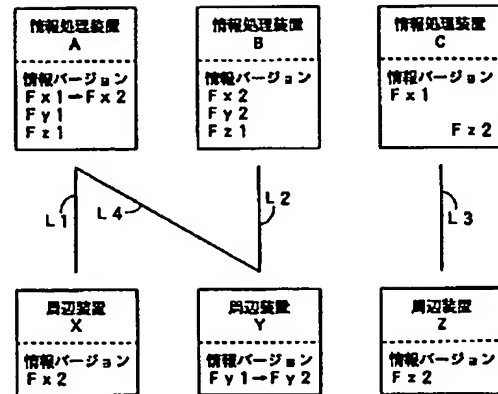 情報処理装置
A
情報バージョン
Fx1→Fx2
Fy1
Fz1
情報処理装置
B
情報バージョン
Fx2
Fy2
Fz1
情報処理装置
C
情報バージョン
Fx1
Fz2
L1
L4
L2
L3
周辺装置
X
情報バージョン
Fx2
周辺装置
Y
情報バージョン
Fy1→Fy2
周辺装置
Z
情報バージョン
Fz2